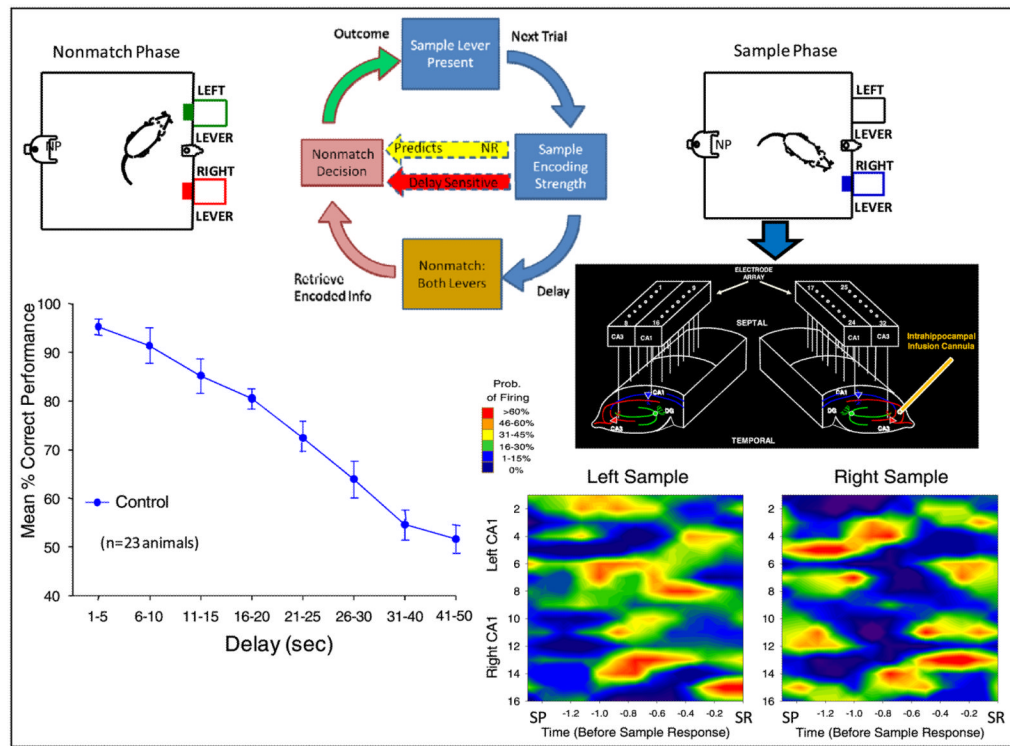 Nonmatch Phase
LEFT
LEVER
NP
RIGHT
LEVER
Outcome
Sample Lever
Present
Next Trial
Nonmatch
Decision
Predicts NR
Delay Sensitive
Sample
Encoding
Strength
Retrieve
Encoded Info
Nonmatch:
Both Levers
Delay
Sample Phase
LEFT
LEVER
NP
RIGHT
LEVER
ELECTRODE
ARRAY
1
9
8
16
CA3
CA1
17
25
24
32
CA1
CA3
SEPTAL
Intrahippocampal
Infusion Cannula
CA1
DG
CA3
CA1
DG
CA3
TEMPORAL
Mean % Correct Performance
100
90
80
70
60
50
40
Control
(n=23 animals)
1-5 6-10 11-15 16-20 21-25 26-30 31-40 41-50
Delay (sec)
Prob.
of Firing
>60%
46-60%
31-45%
16-30%
1-15%
0%
Left Sample
Left CA1
Right CA1
2
4
6
8
10
12
14
16
SP -1.2 -1.0 -0.8 -0.6 -0.4 -0.2 SR
Time (Before Sample Response)
Right Sample
2
4
6
8
10
12
14
16
SP -1.2 -1.0 -0.8 -0.6 -0.4 -0.2 SR
Time (Before Sample Response)